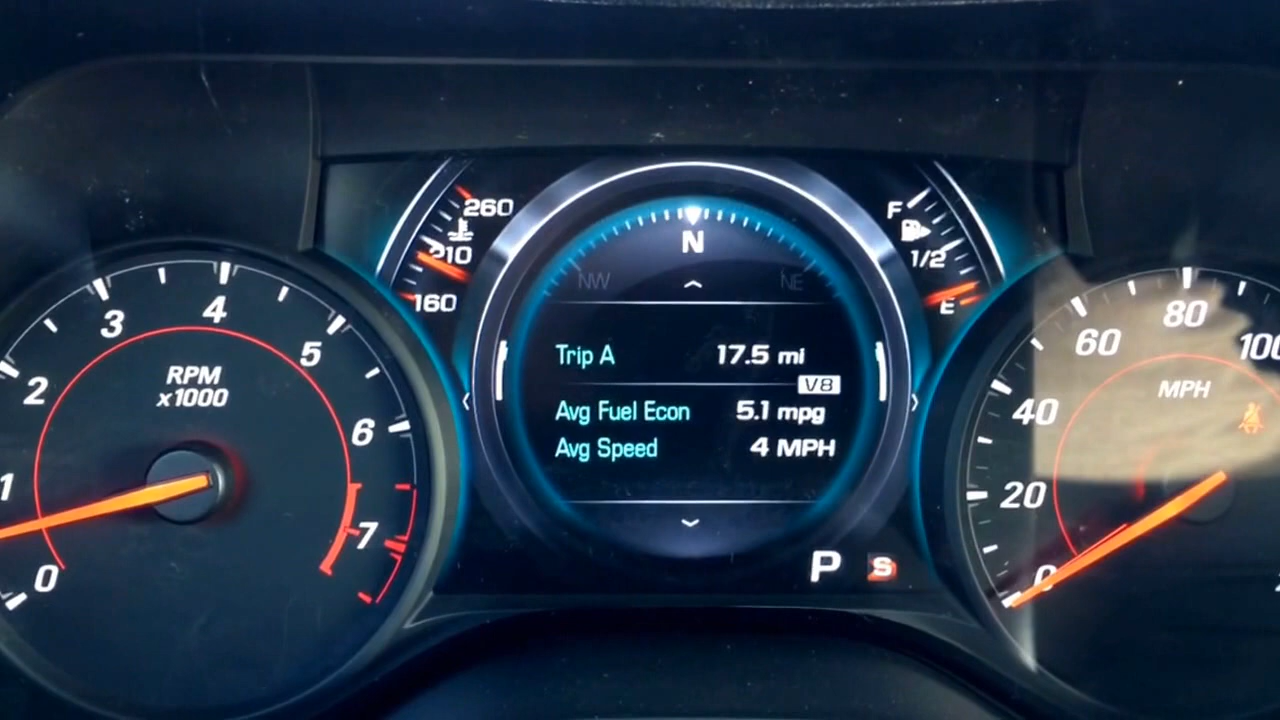 0
1
2
3
4
5
6
7
RPM
x1000
260
210
160
N
NW
NE
Trip A 17.5 mi
V8
Avg Fuel Econ 5.1 mpg
Avg Speed 4 MPH
P
S
F
1/2
E
0
20
40
60
80
100
MPH